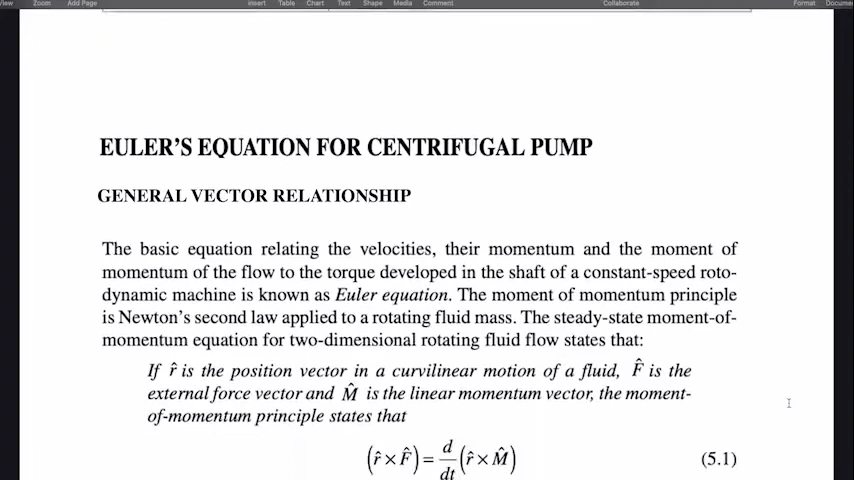 View Zoom Add Page Insert Table Chart Text Shape Media Comment Collaborate Format
EULER'S EQUATION FOR CENTRIFUGAL PUMP
GENERAL VECTOR RELATIONSHIP
The basic equation relating the velocities, their momentum and the moment of
momentum of the flow to the torque developed in the shaft of a constant-speed roto-
dynamic machine is known as Euler equation. The moment of momentum principle
is Newton's second law applied to a rotating fluid mass. The steady-state moment-of-
momentum equation for two-dimensional rotating fluid flow states that:
If r̂ is the position vector in a curvilinear motion of a fluid, F̂ is the
external force vector and M̂ is the linear momentum vector, the moment-
of-momentum principle states that
(r̂ × F̂) = d/dt (r̂ × M̂) (5.1)